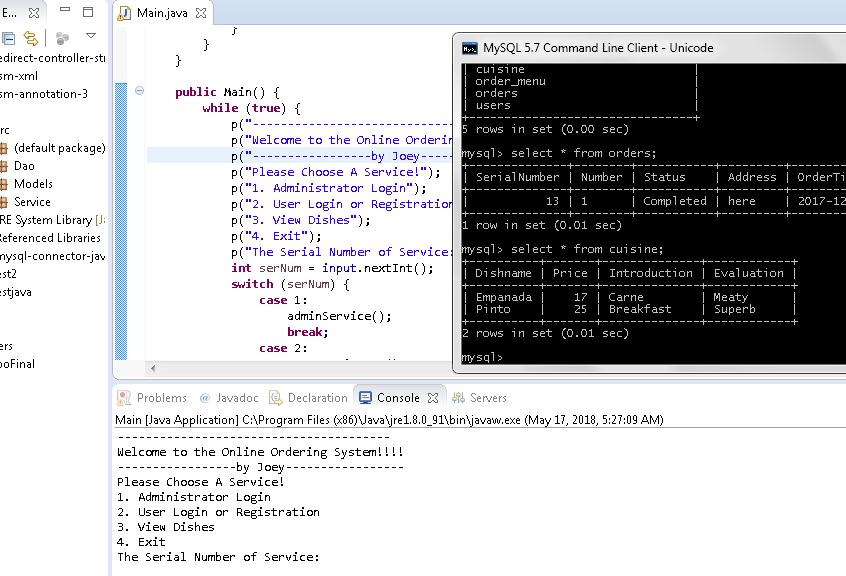 E...
edirect-controller-str
sm-xml
sm-annotation-3
rc
(default package)
Dao
Models
Service
RE System Library [J
Referenced Libraries
mysql-connector-jav
est2
estjava
ers
ooFinal
Main.java
}
}
}
public Main() {
while (true) {
p("--------------------------------
p("Welcome to the Online Ordering
p("-----------------by Joey-----
p("Please Choose A Service!");
p("1. Administrator Login");
p("2. User Login or Registration
p("3. View Dishes");
p("4. Exit");
p("The Serial Number of Service:
int serNum = input.nextInt();
switch (serNum) {
case 1:
adminService();
break;
case 2:
MySQL 5.7 Command Line Client - Unicode
| cuisine |
| order_menu |
| orders |
| users |
+--------------------------------+
5 rows in set (0.00 sec)
mysql> select * from orders;
| SerialNumber | Number | Status | Address | OrderTi
| 13 | 1 | Completed | here | 2017-12
1 row in set (0.01 sec)
mysql> select * from cuisine;
| Dishname | Price | Introduction | Evaluation |
| Empanada | 17 | Carne | Meaty |
| Pinto | 25 | Breakfast | Superb |
2 rows in set (0.01 sec)
mysql>
Problems @ Javadoc Declaration Console Servers
Main [Java Application] C:\Program Files (x86)\Java\jre1.8.0_91\bin\javaw.exe (May 17, 2018, 5:27:09 AM)
---------------------------------------
Welcome to the Online Ordering System!!!!
-----------------by Joey-----------------
Please Choose A Service!
1. Administrator Login
2. User Login or Registration
3. View Dishes
4. Exit
The Serial Number of Service: